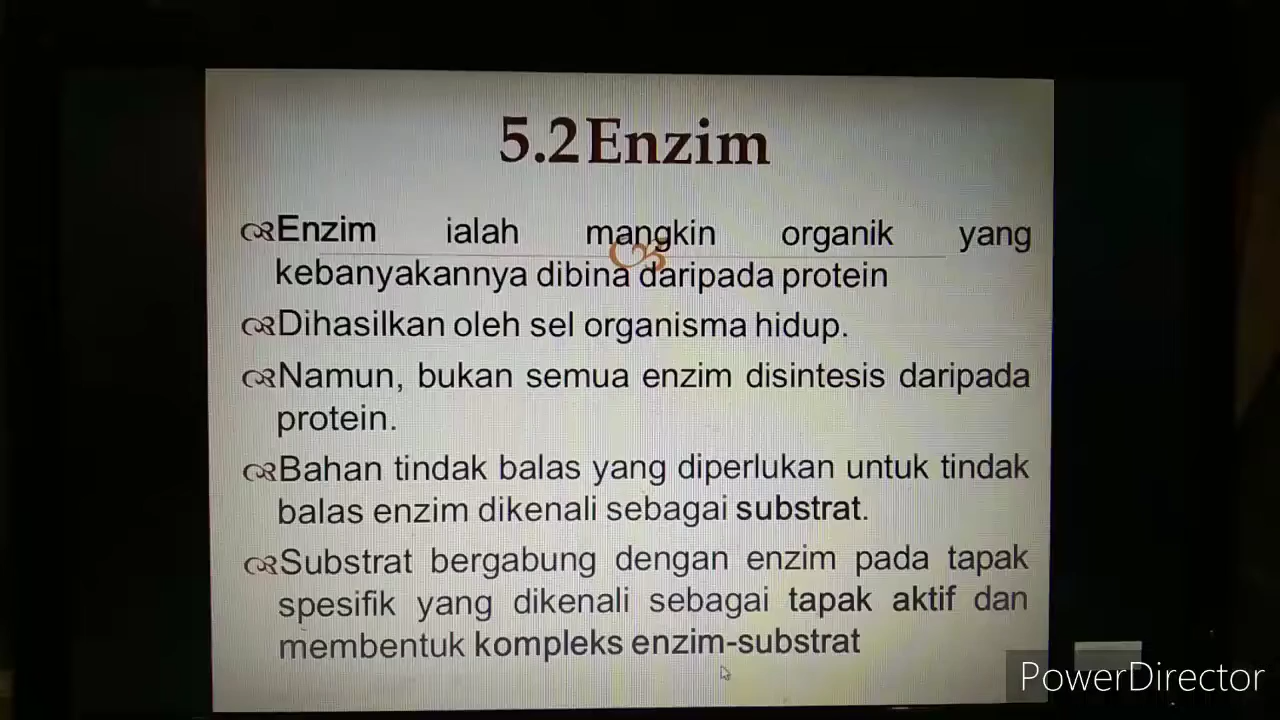 5.2 Enzim
Enzim ialah mangkin organik yang
kebanyakannya dibina daripada protein
Dihasilkan oleh sel organisma hidup.
Namun, bukan semua enzim disintesis daripada
protein.
Bahan tindak balas yang diperlukan untuk tindak
balas enzim dikenali sebagai substrat.
Substrat bergabung dengan enzim pada tapak
spesifik yang dikenali sebagai tapak aktif dan
membentuk kompleks enzim-substrat
PowerDirector